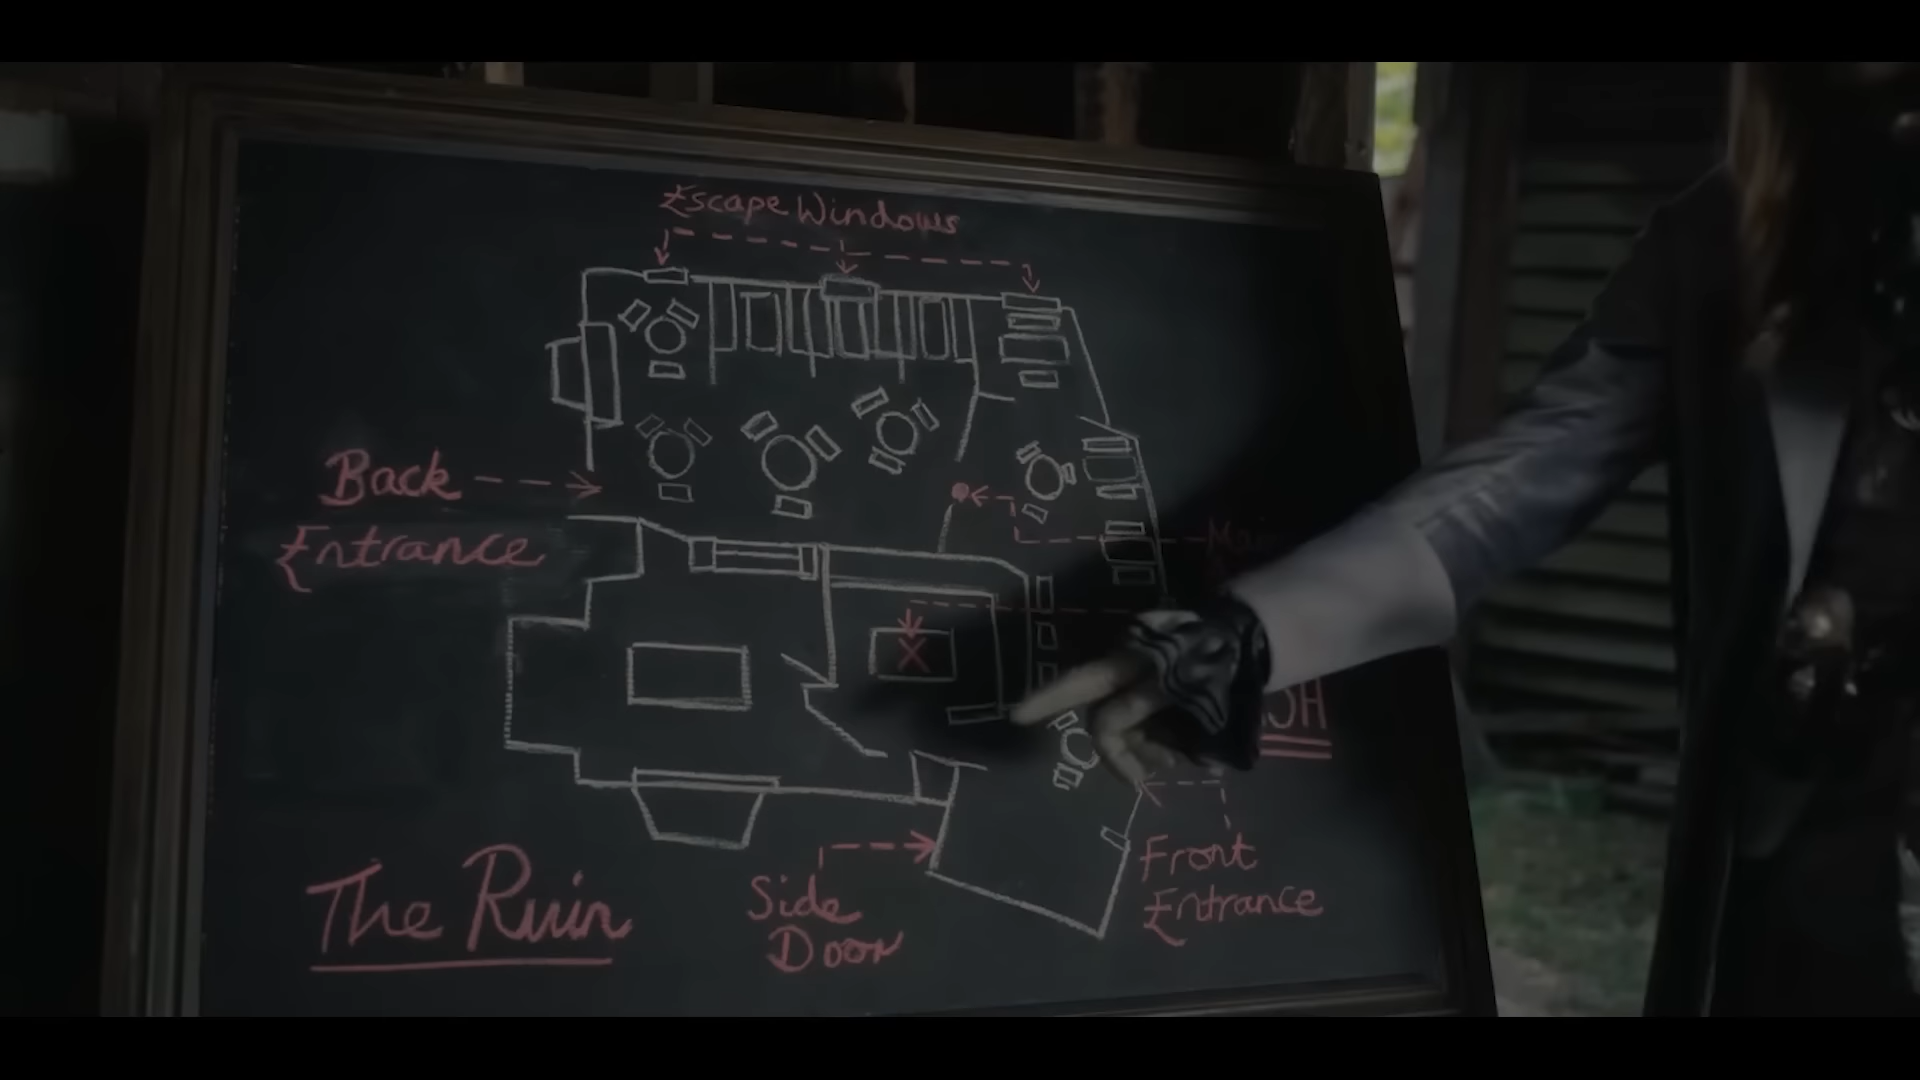 Escape Windows
Back
Entrance
X
Front
Entrance
Side
Door
The Ruin